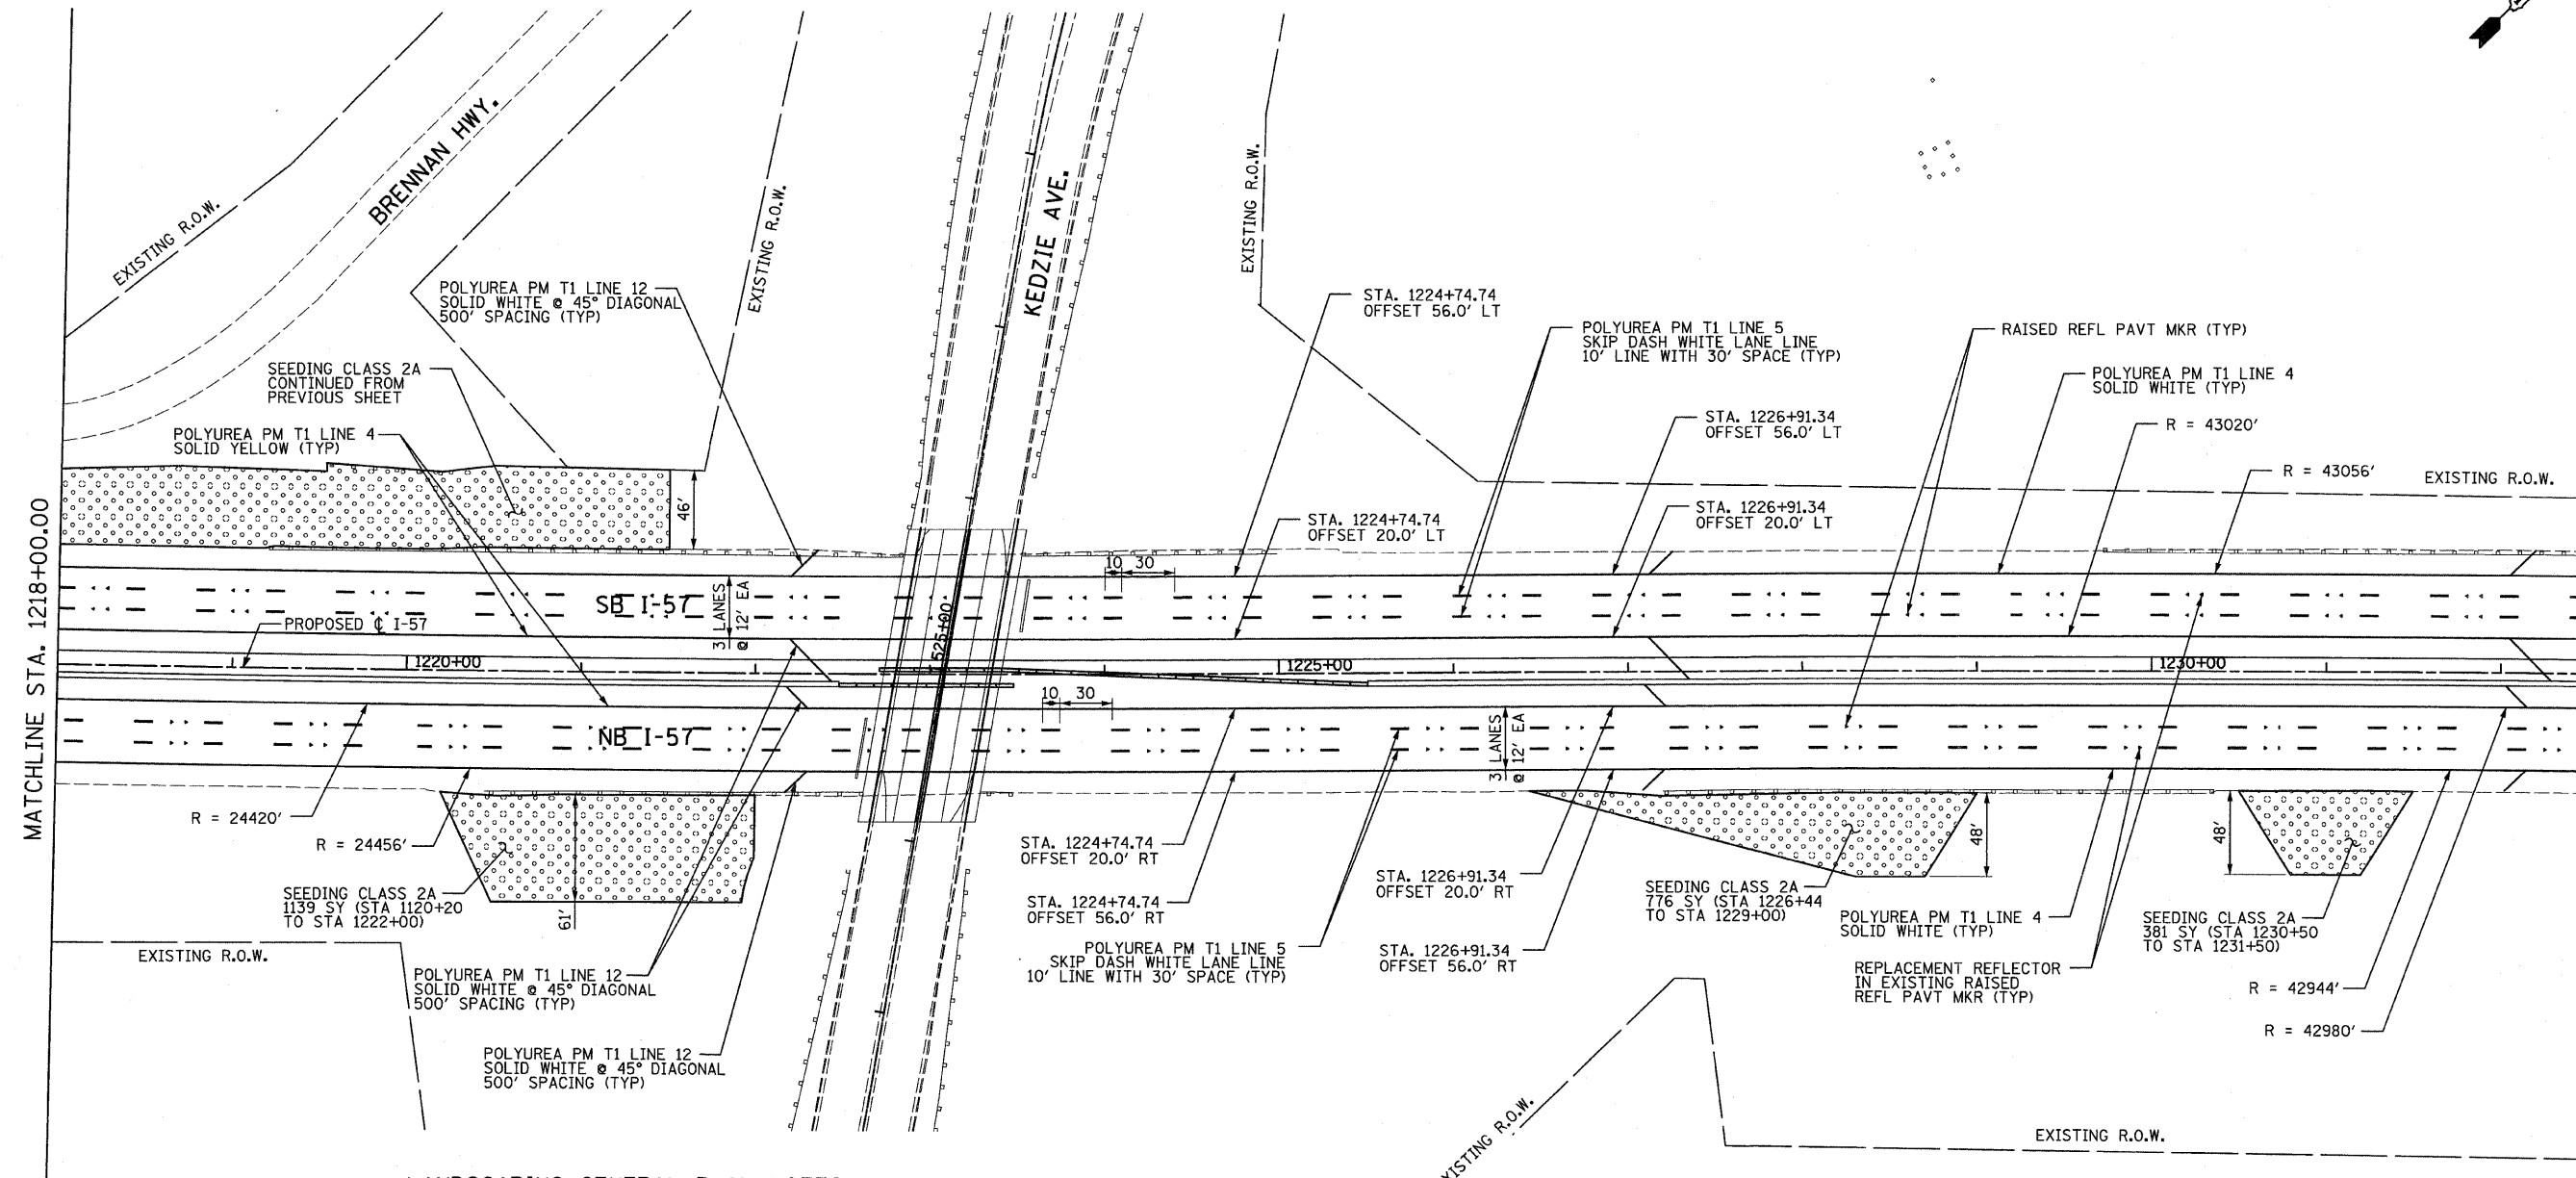 BRENNAN HWY.
KEDZIE AVE.
EXISTING R.O.W.
EXISTING R.O.W.
EXISTING R.O.W.
POLYUREA PM T1 LINE 12
SOLID WHITE @ 45° DIAGONAL
500' SPACING (TYP)
STA. 1224+74.74
OFFSET 56.0' LT
POLYUREA PM T1 LINE 5
SKIP DASH WHITE LANE LINE
10' LINE WITH 30' SPACE (TYP)
RAISED REFL PAVT MKR (TYP)
SEEDING CLASS 2A
CONTINUED FROM
PREVIOUS SHEET
POLYUREA PM T1 LINE 4
SOLID WHITE (TYP)
STA. 1226+91.34
OFFSET 56.0' LT
R = 43020'
POLYUREA PM T1 LINE 4
SOLID YELLOW (TYP)
R = 43056'
EXISTING R.O.W.
46'
STA. 1224+74.74
OFFSET 20.0' LT
STA. 1226+91.34
OFFSET 20.0' LT
MATCHLINE STA. 1218+00.00
10 30
SB I-57
3 LANES
@ 12' EA
PROPOSED ℄ I-57
1525+00
1220+00
1225+00
1230+00
10 30
NB I-57
3 LANES
@ 12' EA
R = 24420'
R = 24456'
61'
48'
48'
STA. 1224+74.74
OFFSET 20.0' RT
STA. 1226+91.34
OFFSET 20.0' RT
SEEDING CLASS 2A
1139 SY (STA 1120+20
TO STA 1222+00)
STA. 1224+74.74
OFFSET 56.0' RT
SEEDING CLASS 2A
776 SY (STA 1226+44
TO STA 1229+00)
POLYUREA PM T1 LINE 4
SOLID WHITE (TYP)
SEEDING CLASS 2A
381 SY (STA 1230+50
TO STA 1231+50)
EXISTING R.O.W.
POLYUREA PM T1 LINE 5
SKIP DASH WHITE LANE LINE
10' LINE WITH 30' SPACE (TYP)
STA. 1226+91.34
OFFSET 56.0' RT
POLYUREA PM T1 LINE 12
SOLID WHITE @ 45° DIAGONAL
500' SPACING (TYP)
REPLACEMENT REFLECTOR
IN EXISTING RAISED
REFL PAVT MKR (TYP)
R = 42944'
R = 42980'
POLYUREA PM T1 LINE 12
SOLID WHITE @ 45° DIAGONAL
500' SPACING (TYP)
EXISTING R.O.W.
EXISTING R.O.W.